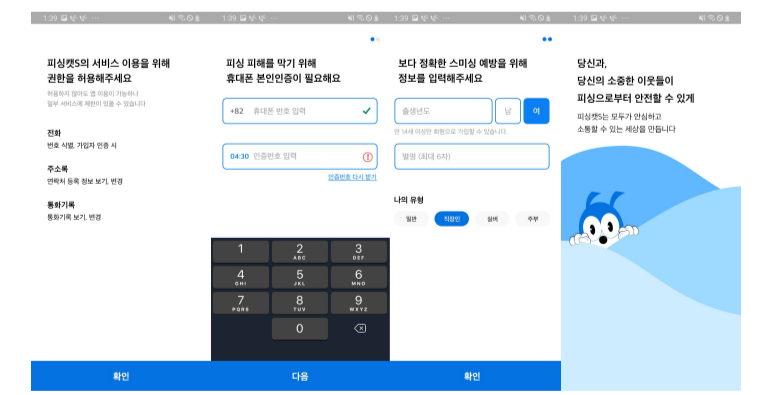 1:39
피싱캣S의 서비스 이용을 위해
권한을 허용해주세요
허용하지 않아도 앱 이용이 가능하나
일부 서비스에 제한이 있을 수 있습니다
전화
번호 식별, 가입자 인증 시
주소록
연락처 등록 정보 보기, 변경
통화기록
통화기록 보기, 변경
확인
1:39
피싱 피해를 막기 위해
휴대폰 본인인증이 필요해요
+82 휴대폰 번호 입력
04:30 인증번호 입력
인증번호 다시 받기
1
2 ABC
3 DEF
4 GHI
5 JKL
6 MNO
7 PQRS
8 TUV
9 WXYZ
0
다음
1:39
보다 정확한 스미싱 예방을 위해
정보를 입력해주세요
출생년도 남 여
만 14세 이상만 회원으로 가입할 수 있습니다.
별명 (최대 6자)
나의 유형
일반 직장인 실버 주부
확인
1:39
당신과,
당신의 소중한 이웃들이
피싱으로부터 안전할 수 있게
피싱캣S는 모두가 안심하고
소통할 수 있는 세상을 만듭니다